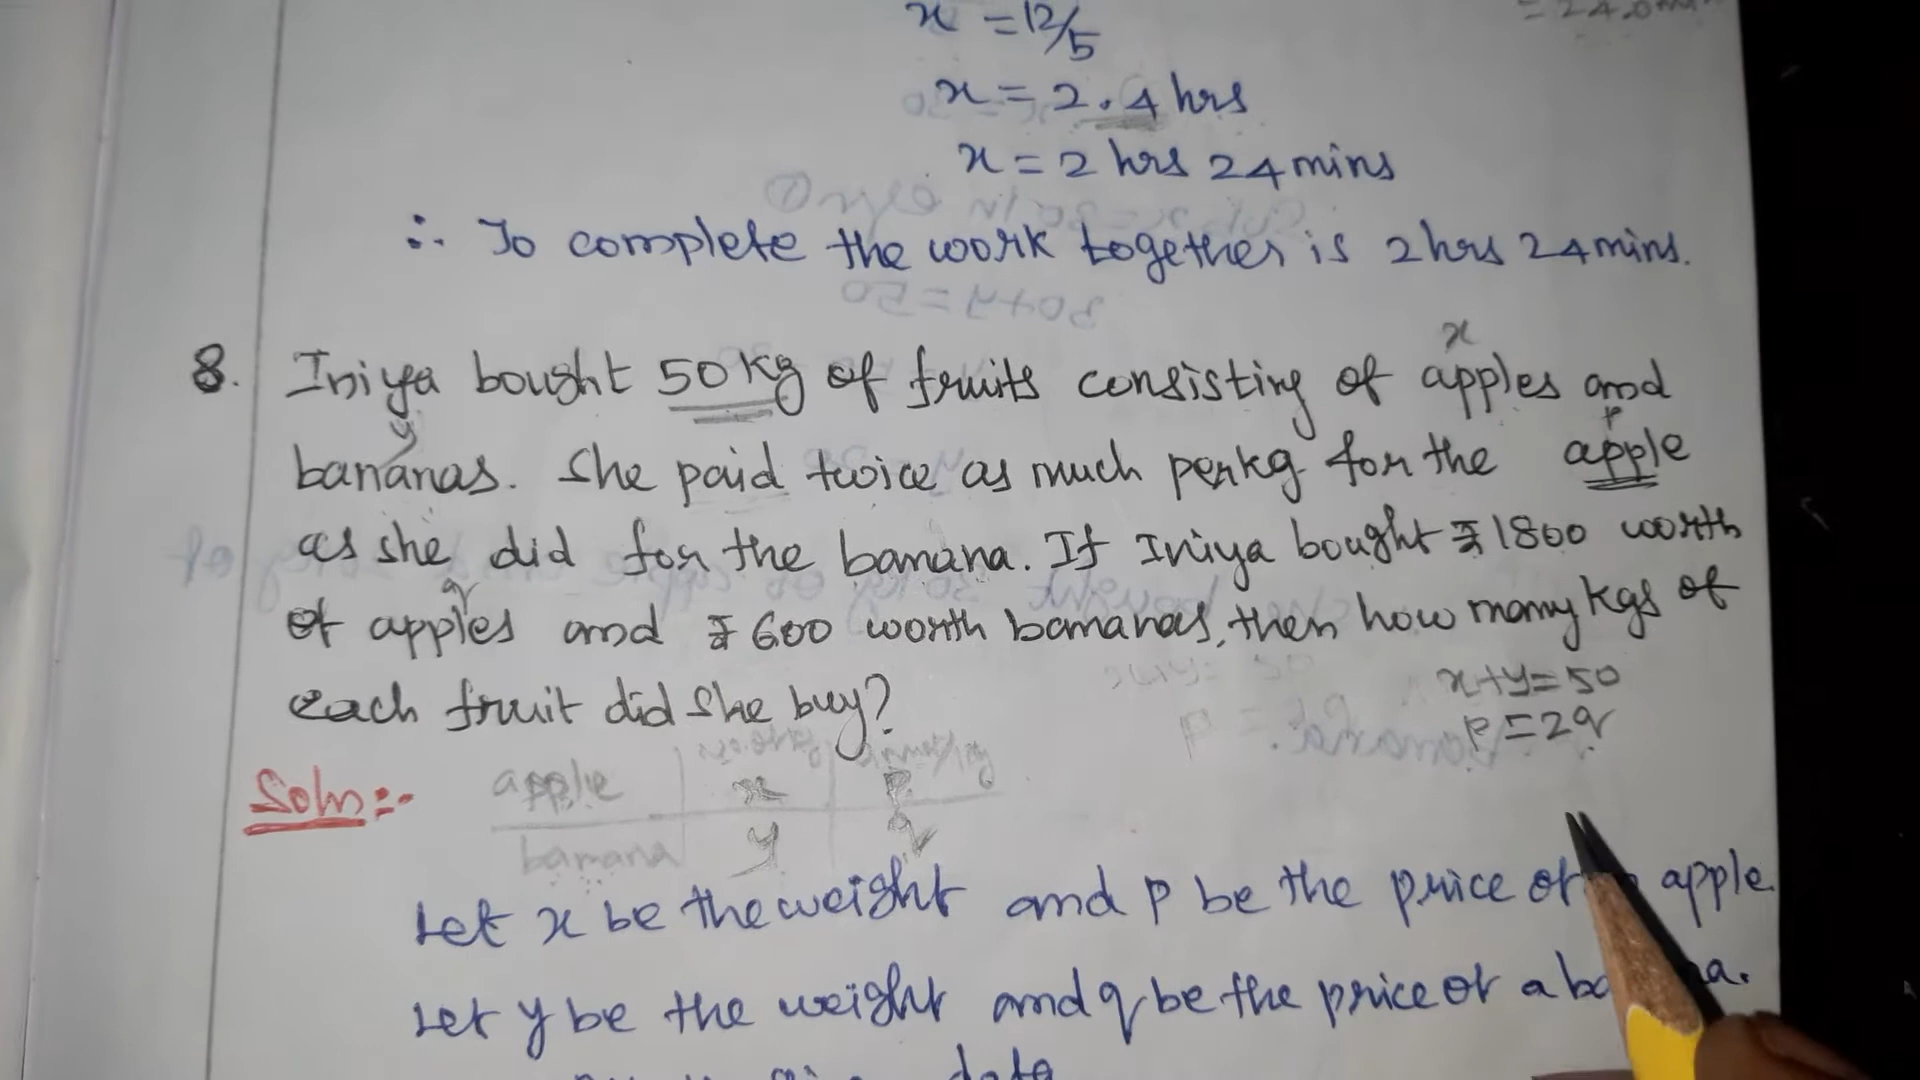 x = 12/5
x = 2.4 hrs
x = 2 hrs 24 mins
∴ To complete the work together is 2 hrs 24 mins.
x
8. Iniya bought 50 kg of fruits consisting of apples and
y p
bananas. She paid twice as much per kg for the apple
as she did for the banana. If Iniya bought ₹ 1800 worth
q
of apples and ₹ 600 worth bananas, then how many kgs of
each fruit did she buy?
x+y=50
p=2q
Soln:-
apple x p
banana y q
Let x be the weight and p be the price of apple.
Let y be the weight and q be the price of a
data